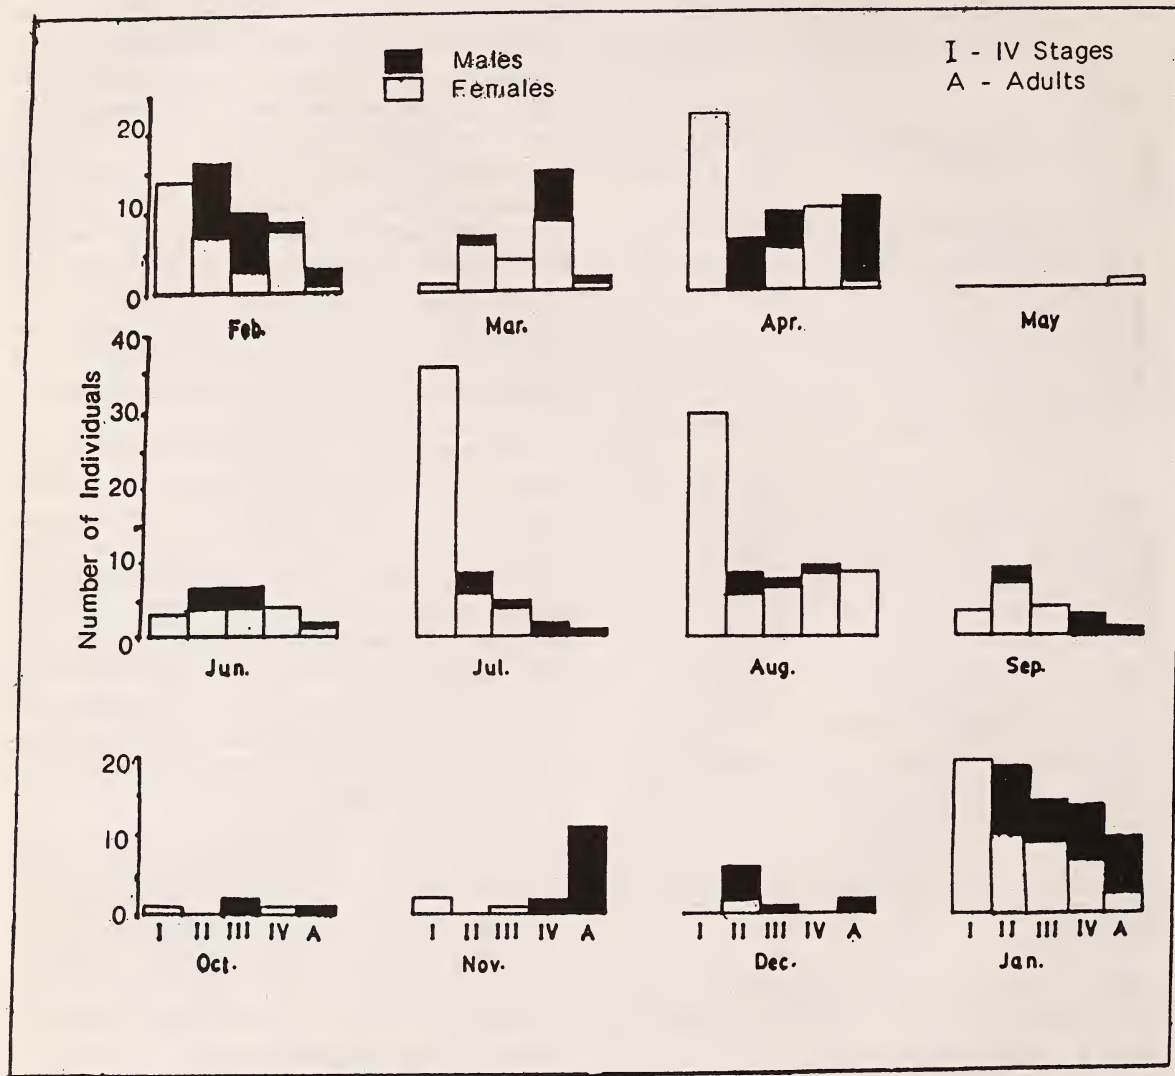 Males
Females
I - IV Stages
A - Adults
20
10
0
Feb.
Mar.
Apr.
May
Number of Individuals
40
30
20
10
0
Jun.
Jul.
Aug.
Sep.
20
10
0
I II III IV A
I II III IV A
I II III IV A
I II III IV A
Oct.
Nov.
Dec.
Jan.